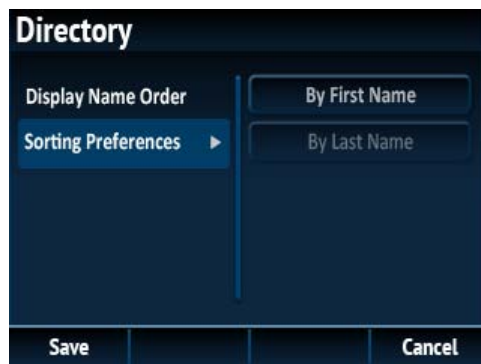 Directory
Display Name Order
By First Name
Sorting Preferences
By Last Name
Save
Cancel